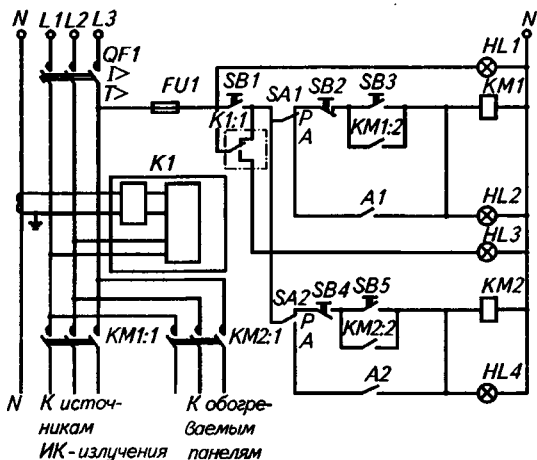 N L1 L2 L3 N
QF1
I>
T>
HL1
FU1 SB1
SA1 SB2 SB3 KM1
K1:1
P
A
KM1:2
K1
A1 HL2
HL3
SA2 SB4 SB5 KM2
P
A
KM2:2
KM1:1 KM2:1
A2 HL4
N К источ- К обогре-
никам ваемым
ИК-излучения панелям